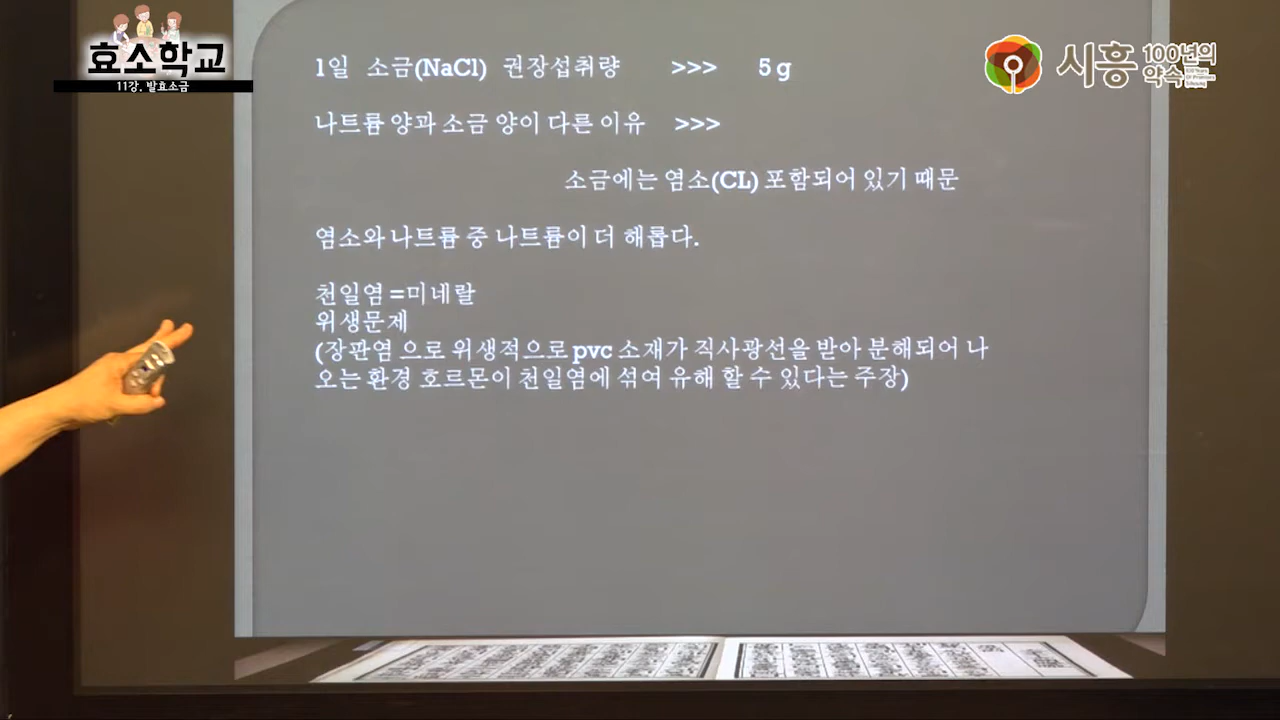 효소학교
11강. 발효소금
시흥
100년의
약속
1일 소금(NaCl) 권장섭취량 >>> 5 g
나트륨 양과 소금 양이 다른 이유 >>>
소금에는 염소(CL) 포함되어 있기 때문
염소와 나트륨 중 나트륨이 더 해롭다.
천일염 =미네랄
위생문제
(장판염 으로 위생적으로 pvc 소재가 직사광선을 받아 분해되어 나
오는 환경 호르몬이 천일염에 섞여 유해 할 수 있다는 주장)